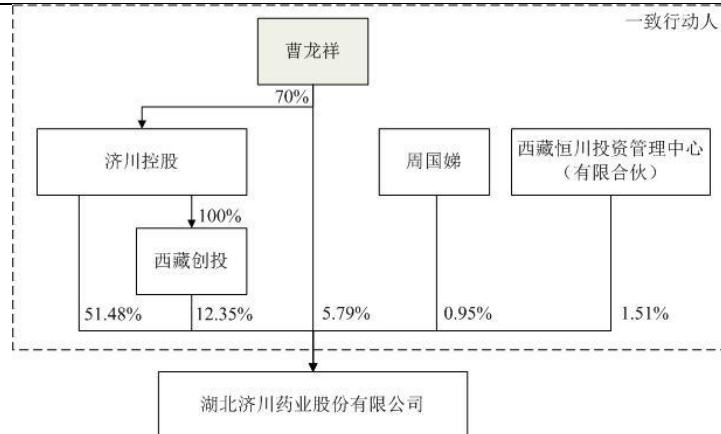 一致行动人
曹龙祥
70%
济川控股
周国娣
西藏恒川投资管理中心
（有限合伙）
100%
西藏创投
51.48%
12.35%
5.79%
0.95%
1.51%
湖北济川药业股份有限公司